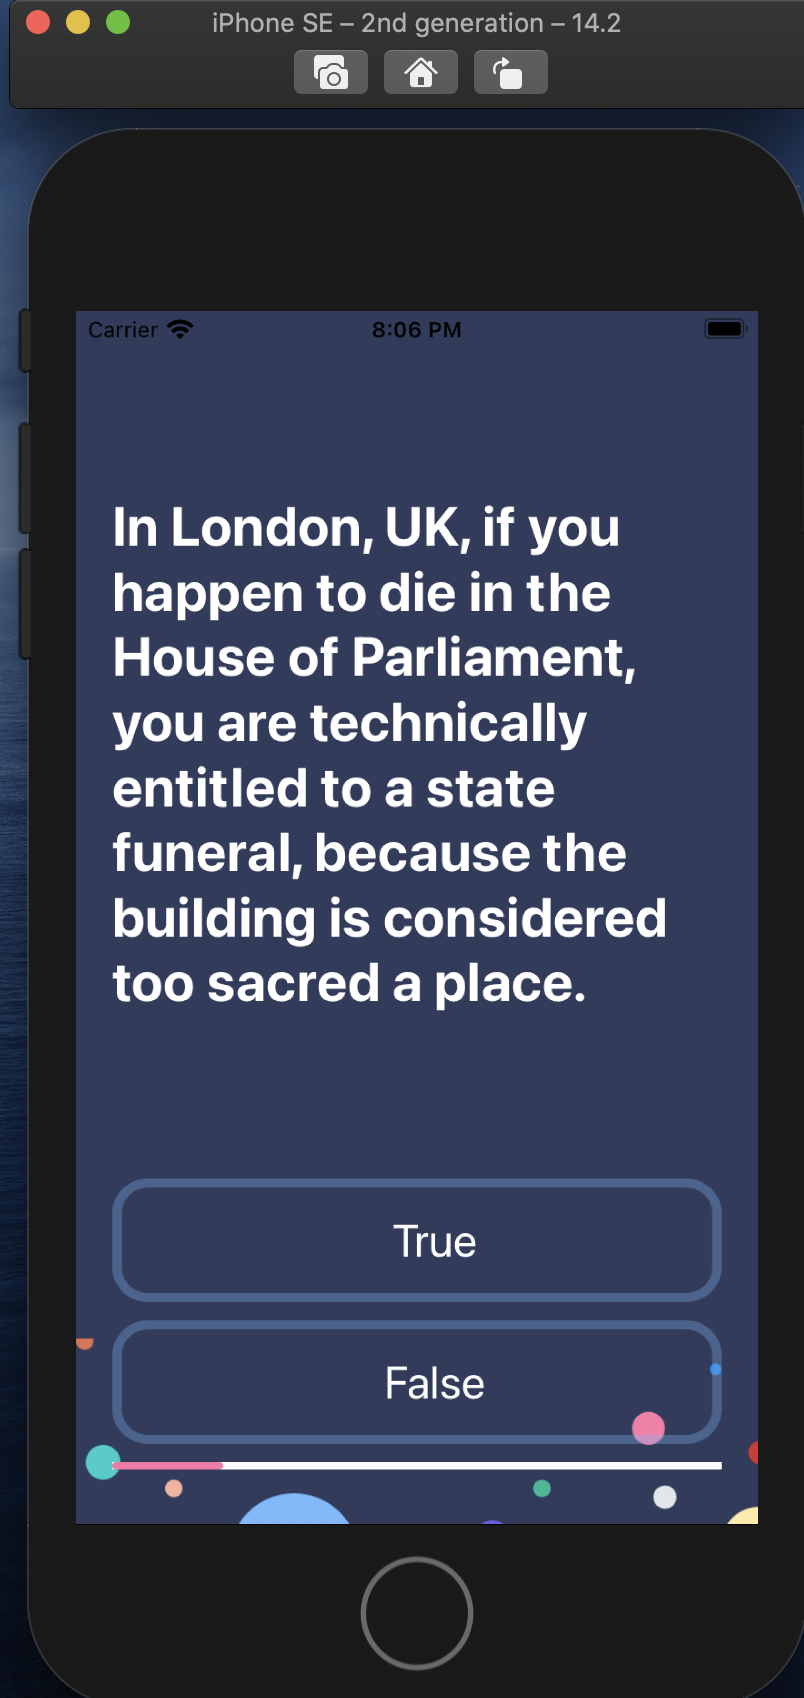 iPhone SE – 2nd generation – 14.2
Carrier 8:06 PM
In London, UK, if you
happen to die in the
House of Parliament,
you are technically
entitled to a state
funeral, because the
building is considered
too sacred a place.
True
False